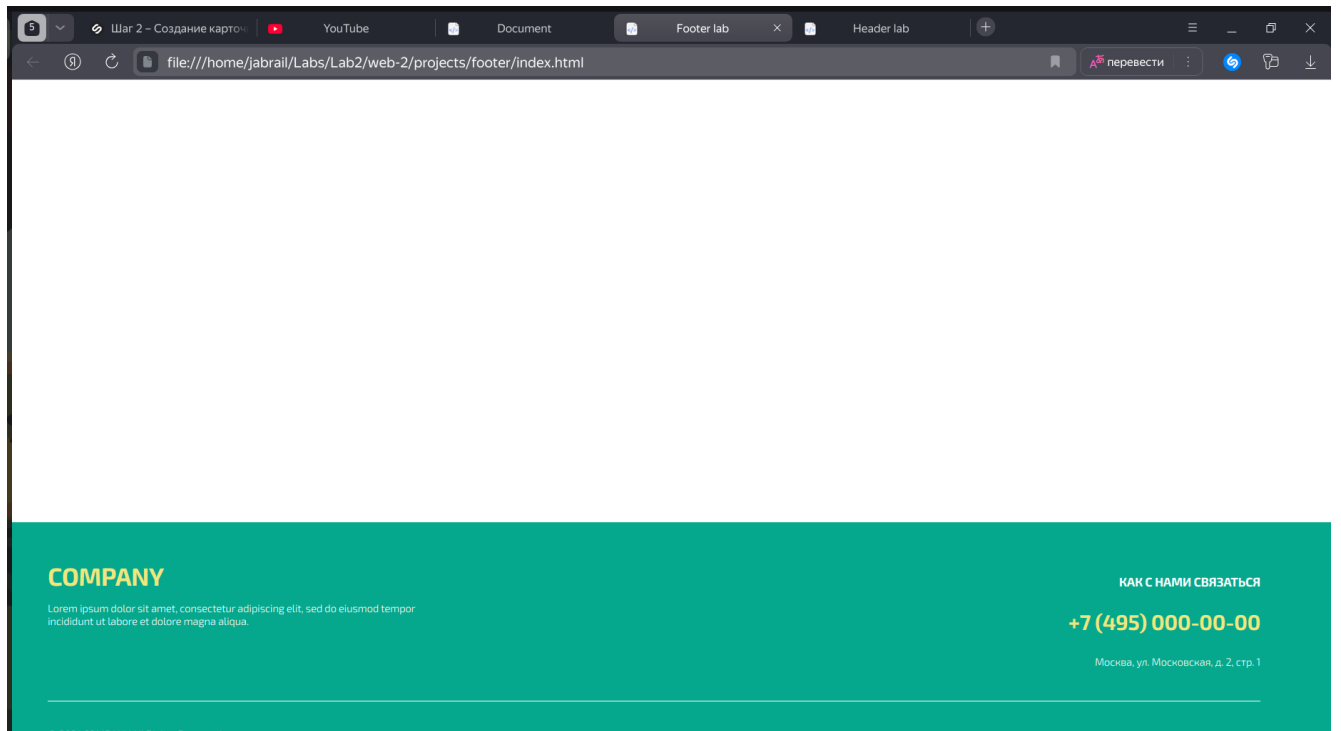 5
Шаг 2 – Создание карточ
YouTube
Document
Footer lab
Header lab
file:///home/jabrail/Labs/Lab2/web-2/projects/footer/index.html
перевести
COMPANY
Lorem ipsum dolor sit amet, consectetur adipiscing elit, sed do eiusmod tempor
incididunt ut labore et dolore magna aliqua.
КАК С НАМИ СВЯЗАТЬСЯ
+7 (495) 000-00-00
Москва, ул. Московская, д. 2, стр. 1